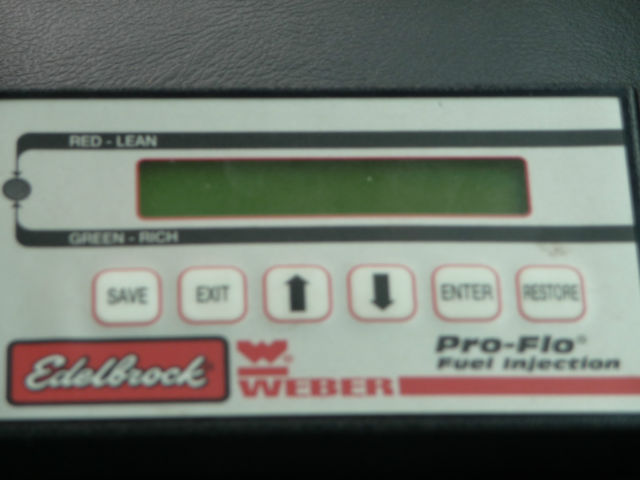 RED - LEAN
GREEN - RICH
SAVE EXIT ENTER RESTORE
Edelbrock® W® WEBER Pro-Flo®
Fuel Injection